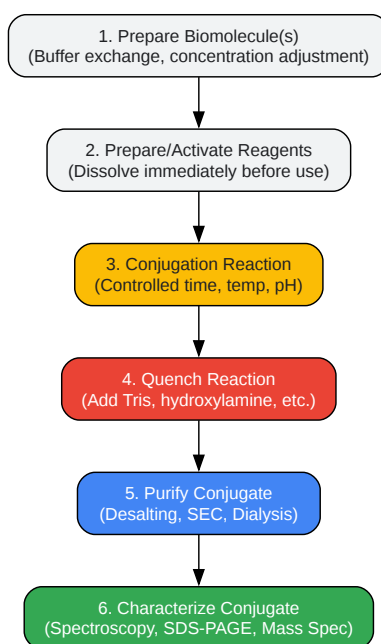 1. Prepare Biomolecule(s)
(Buffer exchange, concentration adjustment)
2. Prepare/Activate Reagents
(Dissolve immediately before use)
3. Conjugation Reaction
(Controlled time, temp, pH)
4. Quench Reaction
(Add Tris, hydroxylamine, etc.)
5. Purify Conjugate
(Desalting, SEC, Dialysis)
6. Characterize Conjugate
(Spectroscopy, SDS-PAGE, Mass Spec)